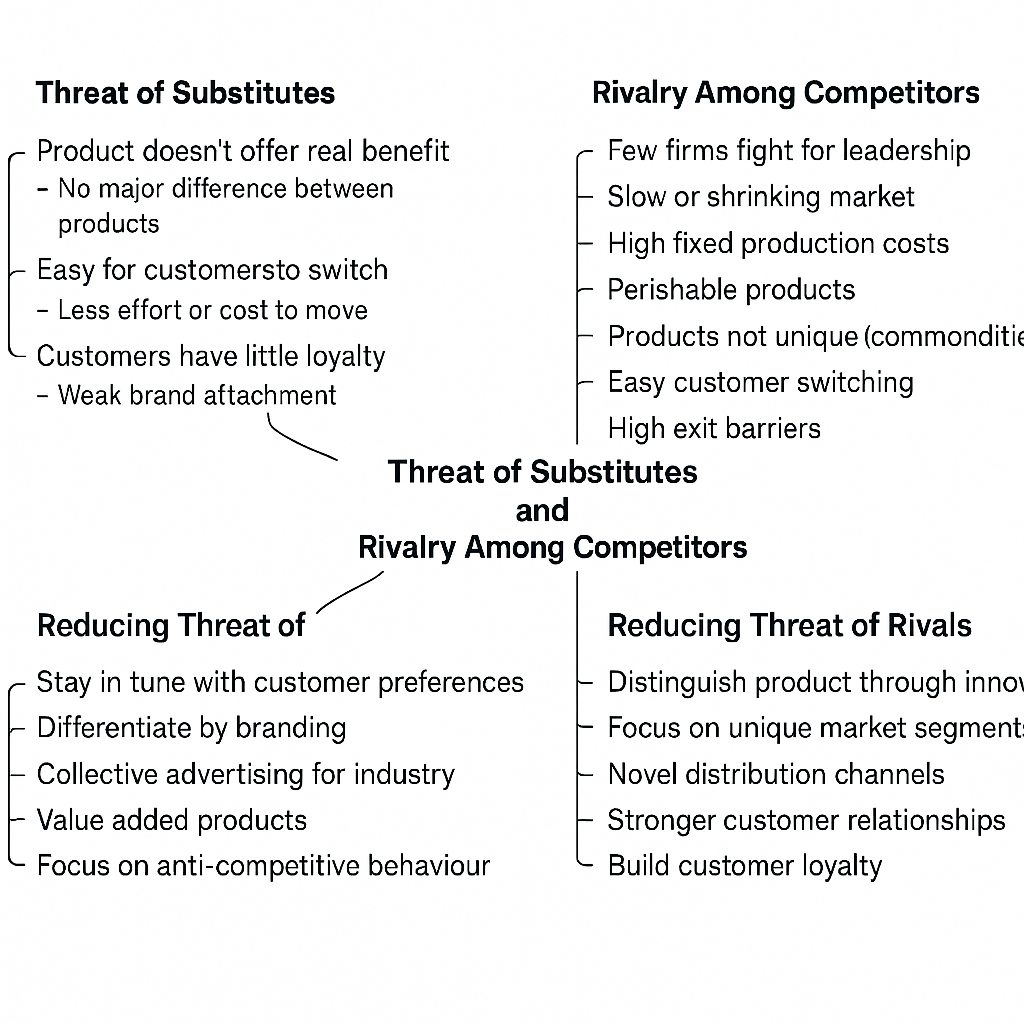 Threat of Substitutes
Product doesn't offer real benefit
– No major difference between
products
Easy for customersto switch
– Less effort or cost to move
Customers have little loyalty
– Weak brand attachment
Rivalry Among Competitors
Few firms fight for leadership
Slow or shrinking market
High fixed production costs
Perishable products
Products not unique (commonditie
Easy customer switching
High exit barriers
Threat of Substitutes
and
Rivalry Among Competitors
Reducing Threat of
Stay in tune with customer preferences
Differentiate by branding
Collective advertising for industry
Value added products
Focus on anti-competitive behaviour
Reducing Threat of Rivals
Distinguish product through innov
Focus on unique market segments
Novel distribution channels
Stronger customer relationships
Build customer loyalty